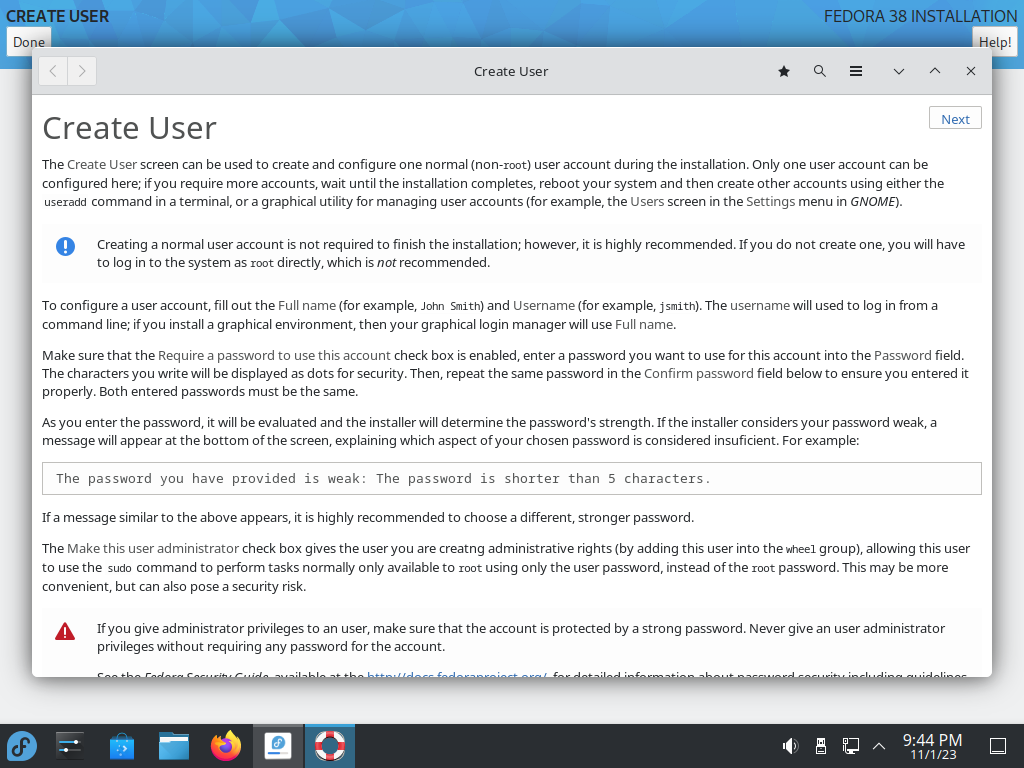 CREATE USER
FEDORA 38 INSTALLATION
Done
Help!
Create User
Create User
Next
The Create User screen can be used to create and configure one normal (non-root) user account during the installation. Only one user account can be
configured here; if you require more accounts, wait until the installation completes, reboot your system and then create other accounts using either the
useradd command in a terminal, or a graphical utility for managing user accounts (for example, the Users screen in the Settings menu in GNOME).
Creating a normal user account is not required to finish the installation; however, it is highly recommended. If you do not create one, you will have
to log in to the system as root directly, which is not recommended.
To configure a user account, fill out the Full name (for example, John Smith) and Username (for example, jsmith). The username will used to log in from a
command line; if you install a graphical environment, then your graphical login manager will use Full name.
Make sure that the Require a password to use this account check box is enabled, enter a password you want to use for this account into the Password field.
The characters you write will be displayed as dots for security. Then, repeat the same password in the Confirm password field below to ensure you entered it
properly. Both entered passwords must be the same.
As you enter the password, it will be evaluated and the installer will determine the password's strength. If the installer considers your password weak, a
message will appear at the bottom of the screen, explaining which aspect of your chosen password is considered insuficient. For example:
The password you have provided is weak: The password is shorter than 5 characters.
If a message similar to the above appears, it is highly recommended to choose a different, stronger password.
The Make this user administrator check box gives the user you are creatng administrative rights (by adding this user into the wheel group), allowing this user
to use the sudo command to perform tasks normally only available to root using only the user password, instead of the root password. This may be more
convenient, but can also pose a security risk.
If you give administrator privileges to an user, make sure that the account is protected by a strong password. Never give an user administrator
privileges without requiring any password for the account.
See the Fedora Security Guide, available at the http://docs.fedoraproject.org/, for detailed information about password security including guidelines
9:44 PM
11/1/23